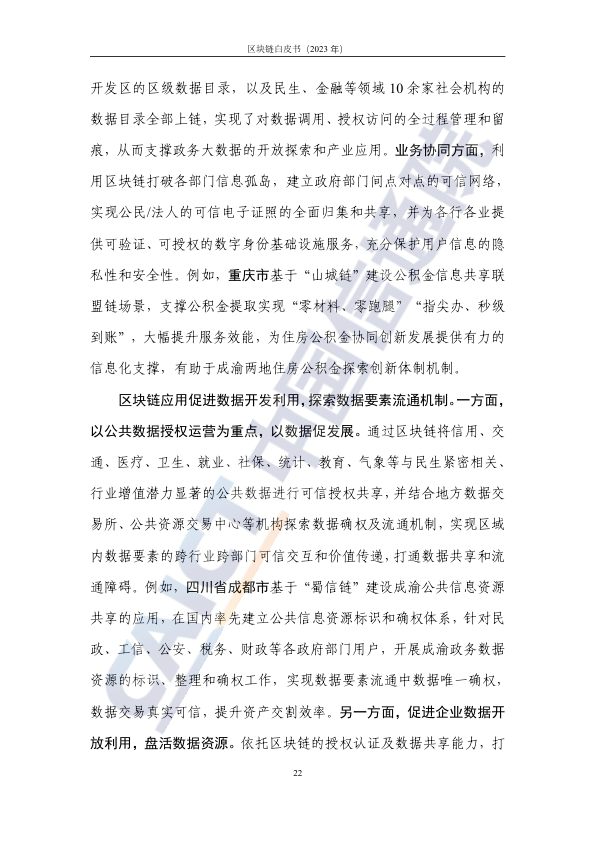 区块链白皮书（2023 年）
开发区的区级数据目录，以及民生、金融等领域 10 余家社会机构的
数据目录全部上链，实现了对数据调用、授权访问的全过程管理和留
痕，从而支撑政务大数据的开放探索和产业应用。业务协同方面，利
用区块链打破各部门信息孤岛，建立政府部门间点对点的可信网络，
实现公民/法人的可信电子证照的全面归集和共享，并为各行各业提
供可验证、可授权的数字身份基础设施服务，充分保护用户信息的隐
私性和安全性。例如，重庆市基于“山城链”建设公积金信息共享联
盟链场景，支撑公积金提取实现“零材料、零跑腿”“指尖办、秒级
到账”，大幅提升服务效能，为住房公积金协同创新发展提供有力的
信息化支撑，有助于成渝两地住房公积金探索创新体制机制。
区块链应用促进数据开发利用，探索数据要素流通机制。一方面，
以公共数据授权运营为重点，以数据促发展。通过区块链将信用、交
通、医疗、卫生、就业、社保、统计、教育、气象等与民生紧密相关、
行业增值潜力显著的公共数据进行可信授权共享，并结合地方数据交
易所、公共资源交易中心等机构探索数据确权及流通机制，实现区域
内数据要素的跨行业跨部门可信交互和价值传递，打通数据共享和流
通障碍。例如，四川省成都市基于“蜀信链”建设成渝公共信息资源
共享的应用，在国内率先建立公共信息资源标识和确权体系，针对民
政、工信、公安、税务、财政等各政府部门用户，开展成渝政务数据
资源的标识、整理和确权工作，实现数据要素流通中数据唯一确权，
数据交易真实可信，提升资产交割效率。另一方面，促进企业数据开
放利用，盘活数据资源。依托区块链的授权认证及数据共享能力，打
22
CAICT 中国信通院